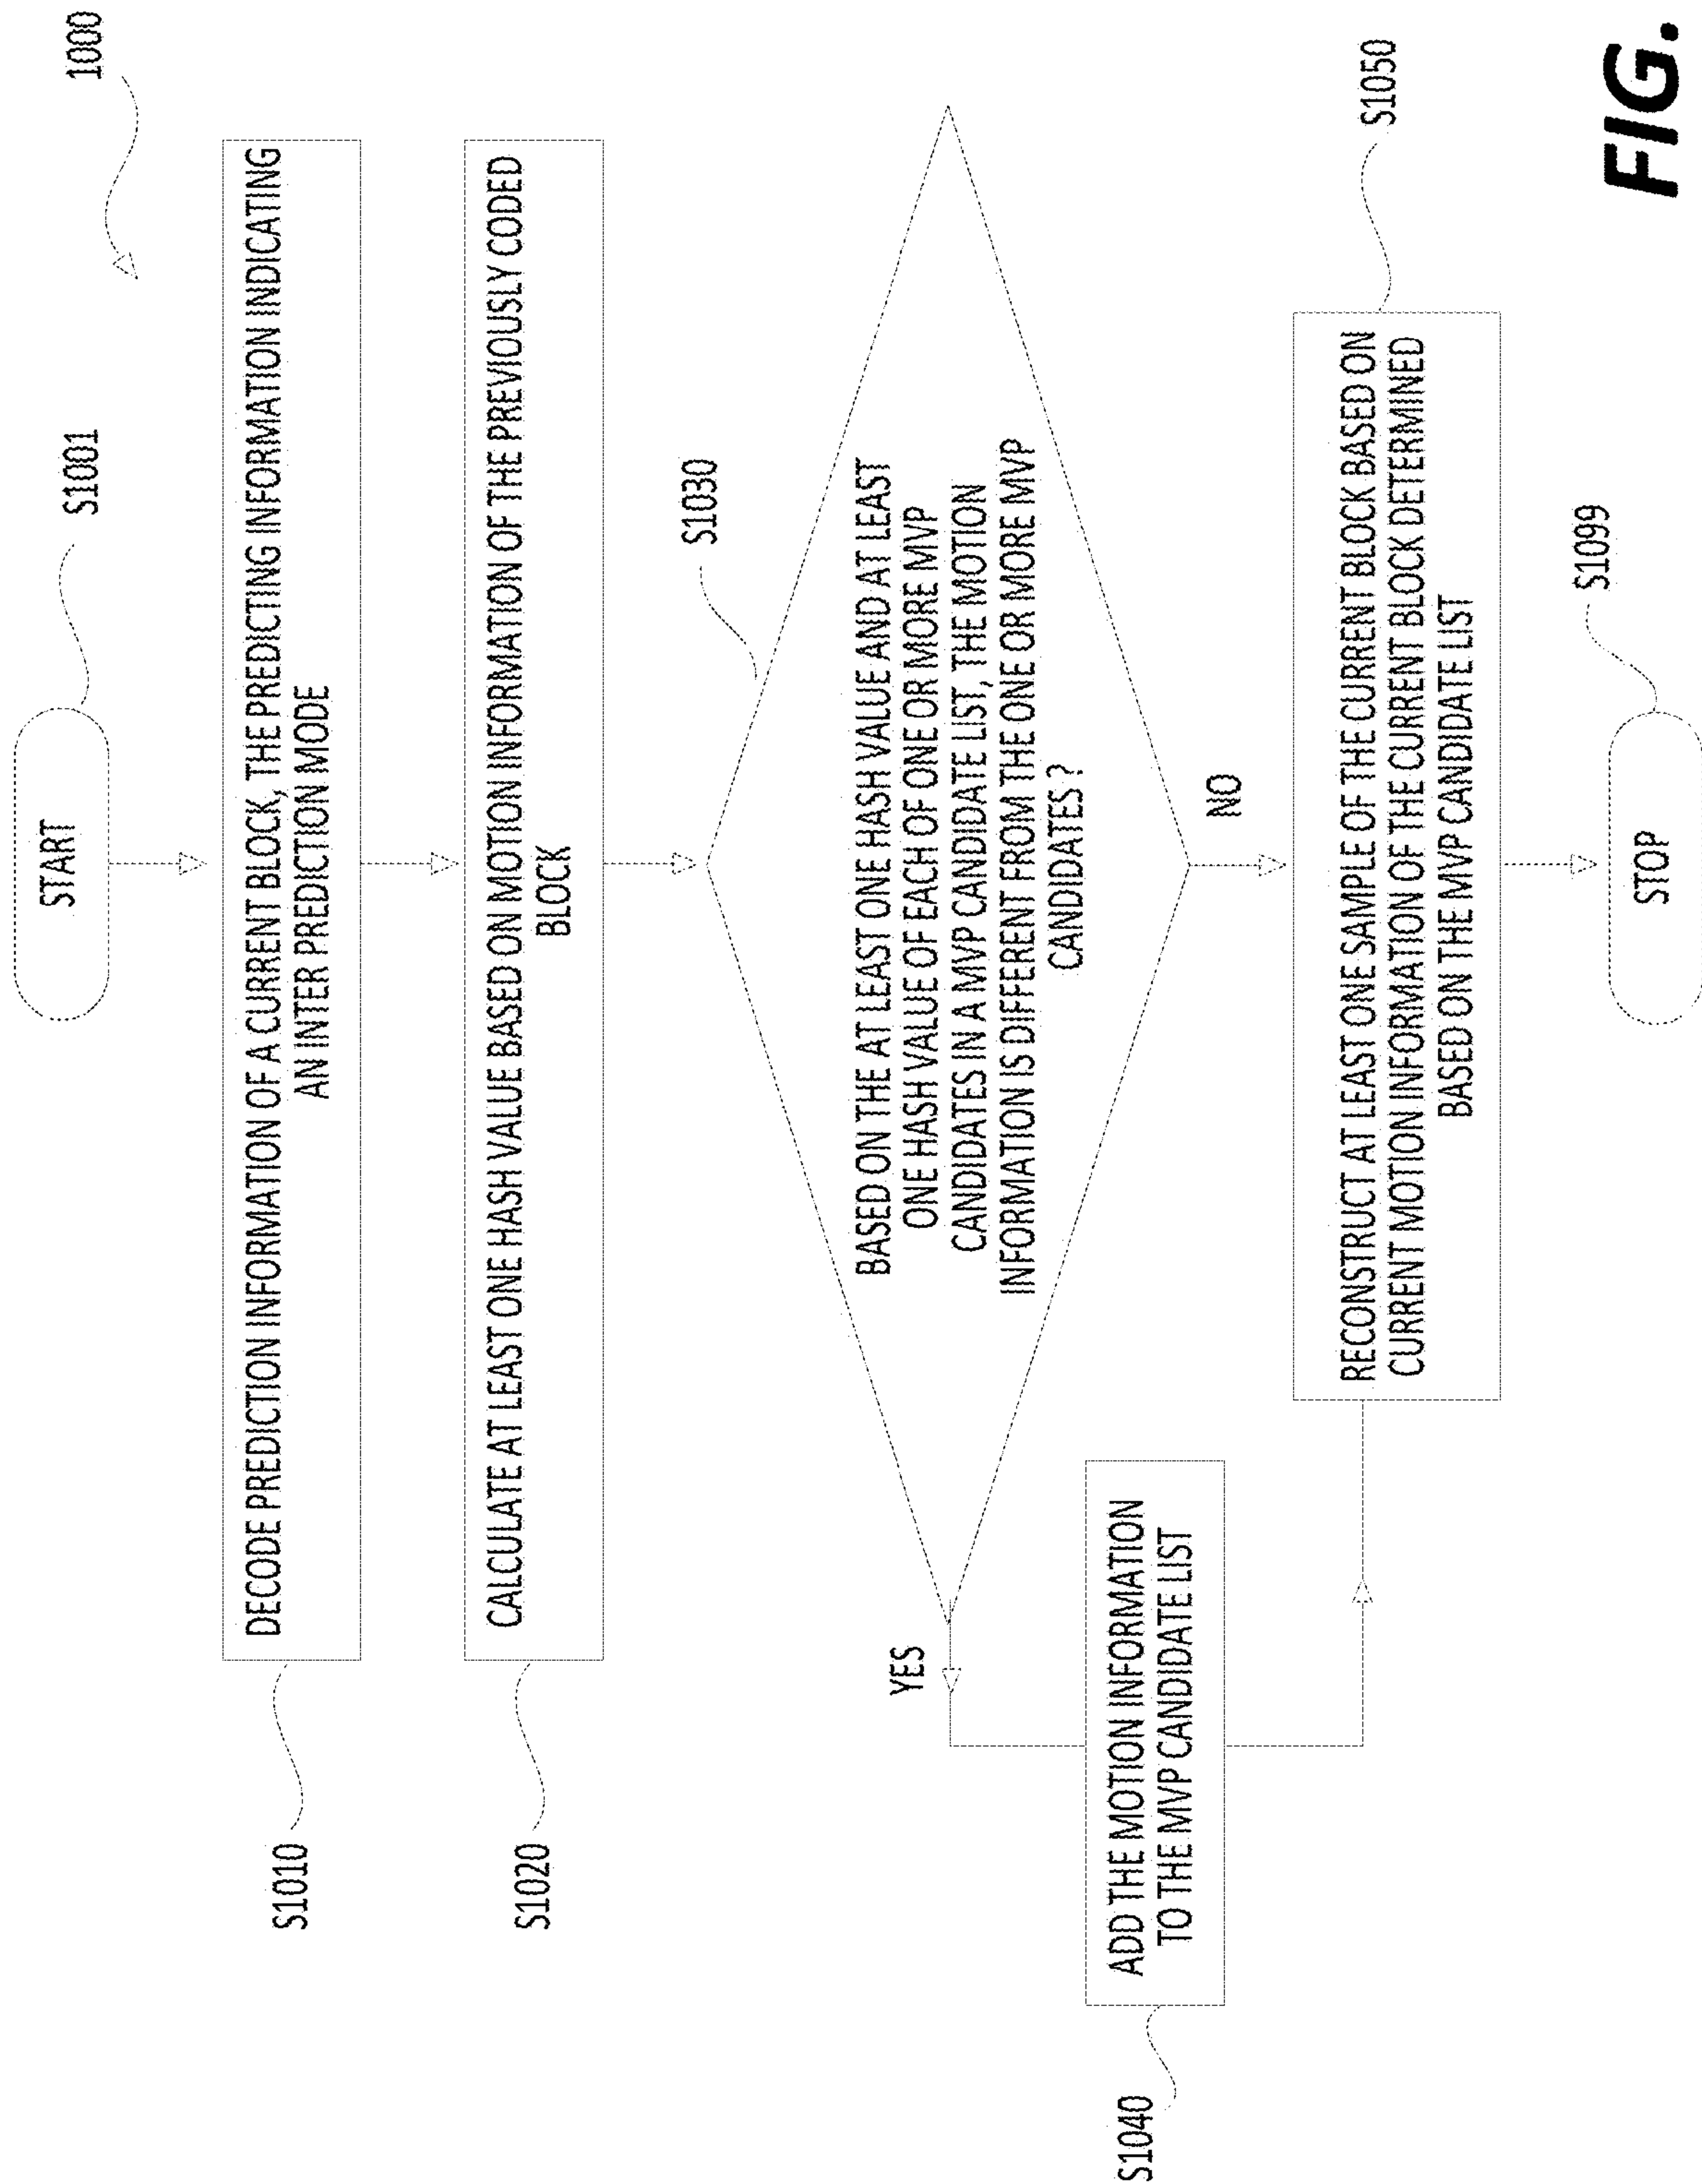 1000
START
S1001
S1010
DECODE PREDICTION INFORMATION OF A CURRENT BLOCK, THE PREDICTING INFORMATION INDICATING
AN INTER PREDICTION MODE
S1020
CALCULATE AT LEAST ONE HASH VALUE BASED ON MOTION INFORMATION OF THE PREVIOUSLY CODED
BLOCK
S1030
BASED ON THE AT LEAST ONE HASH VALUE AND AT LEAST
ONE HASH VALUE OF EACH OF ONE OR MORE MVP
CANDIDATES IN A MVP CANDIDATE LIST, THE MOTION
INFORMATION IS DIFFERENT FROM THE ONE OR MORE MVP
CANDIDATES?
YES
NO
S1040
ADD THE MOTION INFORMATION
TO THE MVP CANDIDATE LIST
S1050
RECONSTRUCT AT LEAST ONE SAMPLE OF THE CURRENT BLOCK BASED ON
CURRENT MOTION INFORMATION OF THE CURRENT BLOCK DETERMINED
BASED ON THE MVP CANDIDATE LIST
S1099
STOP
FIG.